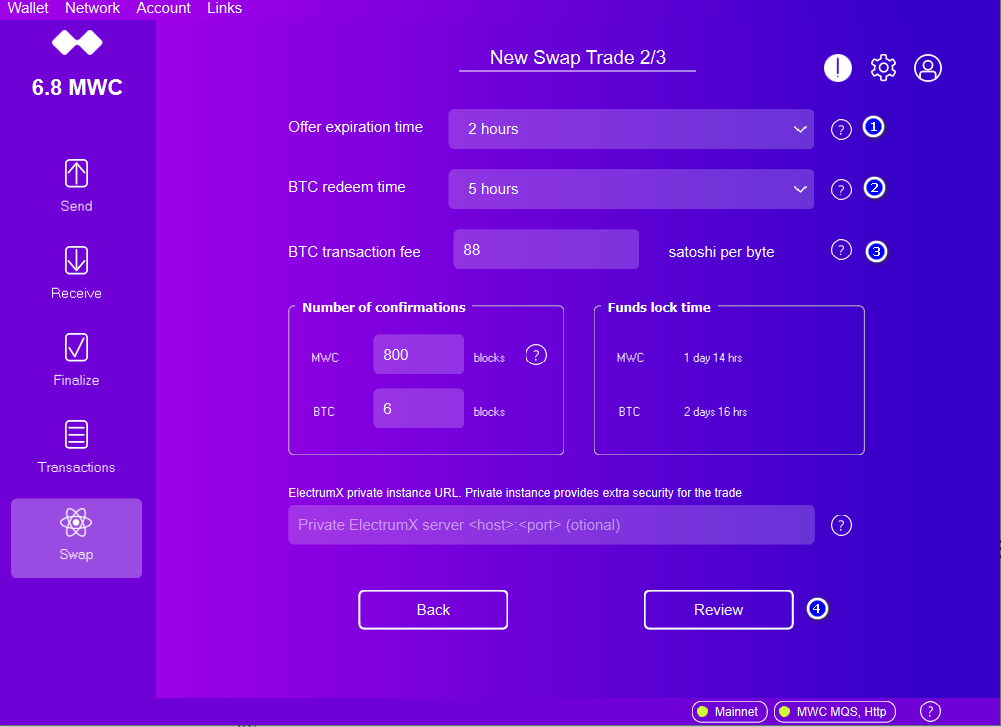 Wallet Network Account Links
6.8 MWC
New Swap Trade 2/3
Offer expiration time 2 hours ? 1
BTC redeem time 5 hours ? 2
BTC transaction fee 88 satoshi per byte ? 3
Send
Receive
Finalize
Transactions
Swap
Number of confirmations
MWC 800 blocks ?
BTC 6 blocks
Funds lock time
MWC 1 day 14 hrs
BTC 2 days 16 hrs
ElectrumX private instance URL. Private instance provides extra security for the trade
Private ElectrumX server <host>:<port> (otional) ?
Back Review 4
Mainnet MWC MQS, Http ?